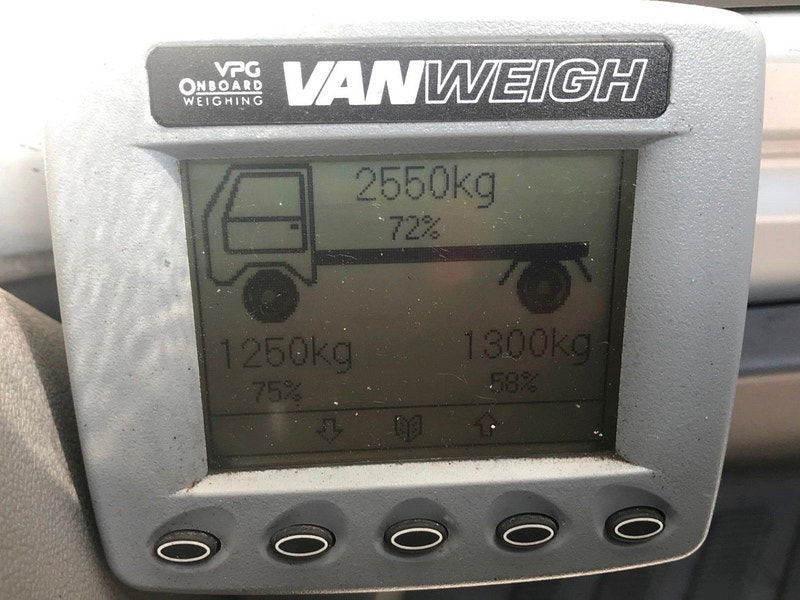 VPG
ONBOARD
WEIGHING
VANWEIGH
2550kg
72%
1250kg
1300kg
75%
58%